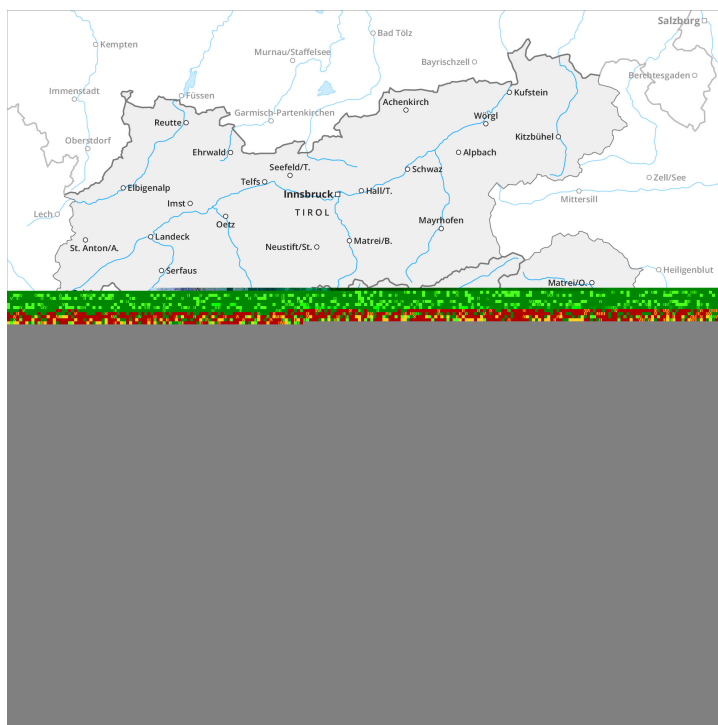 Salzburg
Bad Tölz
Kempten
Murnau/Staffelsee
Bayrischzell
Berchtesgaden
Immenstadt
Füssen
Kufstein
Achenkirch
Garmisch-Partenkirchen
Wörgl
Reutte
Kitzbühel
Oberstdorf
Ehrwald
Alpbach
Seefeld/T.
Schwaz
Zell/See
Telfs
Elbigenalp
Innsbruck
Hall/T.
Mittersill
Imst
TIROL
Lech
Oetz
Mayrhofen
Landeck
Matrei/B.
St. Anton/A.
Neustift/St.
Serfaus
Heiligenblut
Matrei/O.